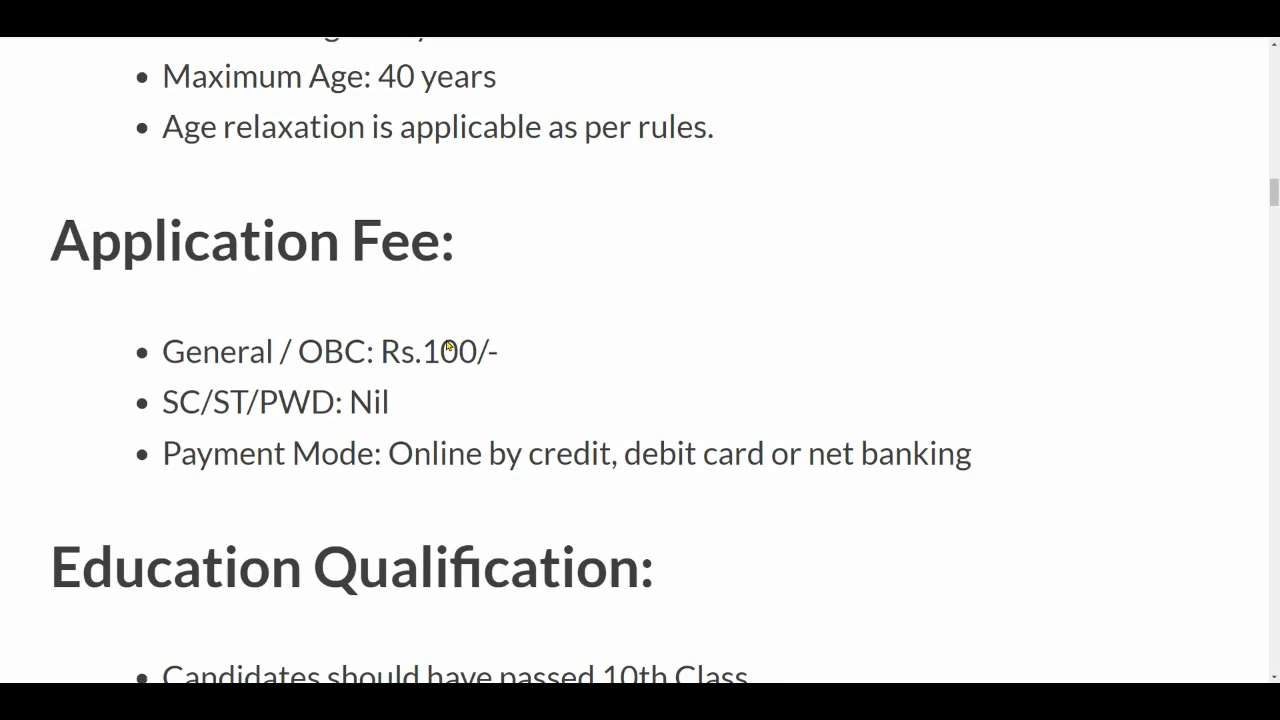 Maximum Age: 40 years
Age relaxation is applicable as per rules.
Application Fee:
General / OBC: Rs.100/-
SC/ST/PWD: Nil
Payment Mode: Online by credit, debit card or net banking
Education Qualification:
Candidates should have passed 10th Class